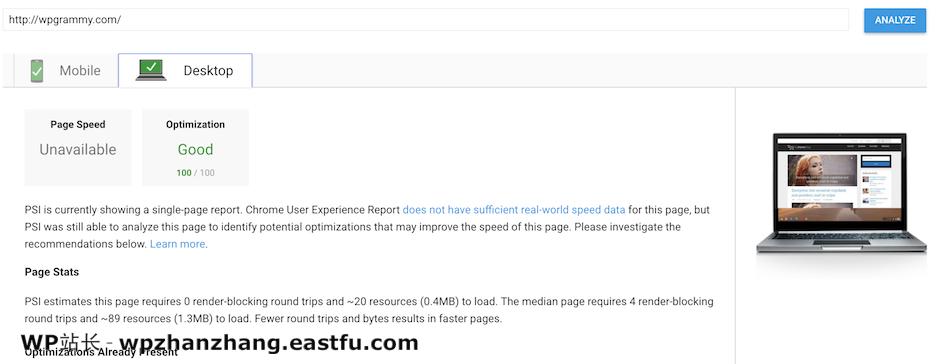 http://wpgrammy.com/
ANALYZE
Mobile
Desktop
Page Speed
Unavailable
Optimization
Good
100 / 100
PSI is currently showing a single-page report. Chrome User Experience Report does not have sufficient real-world speed data for this page, but
PSI was still able to analyze this page to identify potential optimizations that may improve the speed of this page. Please investigate the
recommendations below. Learn more.
Page Stats
PSI estimates this page requires 0 render-blocking round trips and ~20 resources (0.4MB) to load. The median page requires 4 render-blocking
round trips and ~89 resources (1.3MB) to load. Fewer round trips and bytes results in faster pages.
WP站长 - wpzhanzhang.eastfu.com
Optimizations Already Present